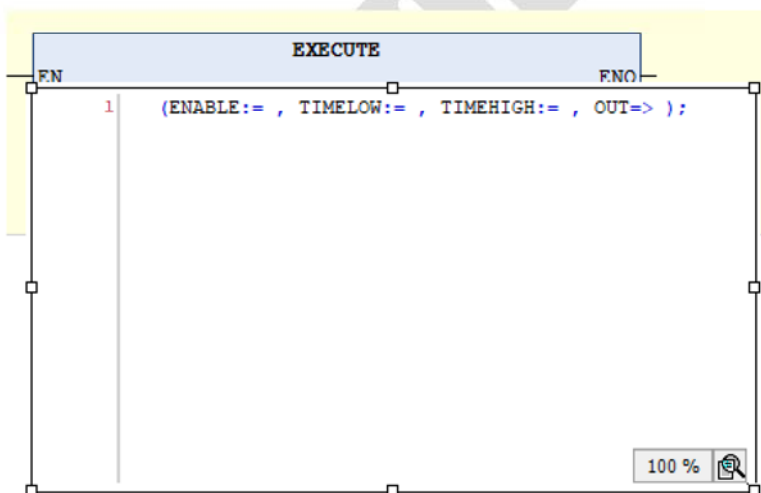 EXECUTE
EN ENO
1 (ENABLE:= , TIMELOW:= , TIMEHIGH:= , OUT=> );
100 %